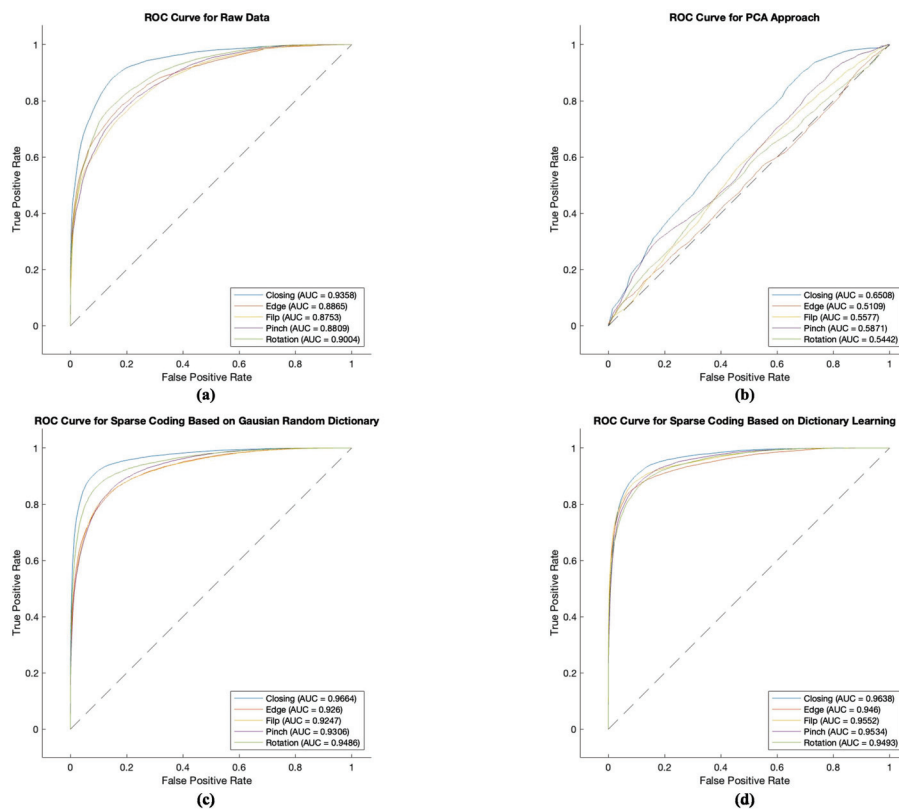 ROC Curve for Raw Data
1
0.8
0.6
0.4
0.2
0
True Positive Rate
Closing (AUC = 0.9358)
Edge (AUC = 0.8865)
Filp (AUC = 0.8753)
Pinch (AUC = 0.8809)
Rotation (AUC = 0.9004)
0 0.2 0.4 0.6 0.8 1
False Positive Rate
(a)
ROC Curve for PCA Approach
1
0.8
0.6
0.4
0.2
0
True Positive Rate
Closing (AUC = 0.6508)
Edge (AUC = 0.5109)
Filp (AUC = 0.5577)
Pinch (AUC = 0.5871)
Rotation (AUC = 0.5442)
0 0.2 0.4 0.6 0.8 1
False Positive Rate
(b)
ROC Curve for Sparse Coding Based on Gausian Random Dictionary
1
0.8
0.6
0.4
0.2
0
True Positive Rate
Closing (AUC = 0.9664)
Edge (AUC = 0.926)
Filp (AUC = 0.9247)
Pinch (AUC = 0.9306)
Rotation (AUC = 0.9486)
0 0.2 0.4 0.6 0.8 1
False Positive Rate
(c)
ROC Curve for Sparse Coding Based on Dictionary Learning
1
0.8
0.6
0.4
0.2
0
True Positive Rate
Closing (AUC = 0.9638)
Edge (AUC = 0.946)
Filp (AUC = 0.9552)
Pinch (AUC = 0.9534)
Rotation (AUC = 0.9493)
0 0.2 0.4 0.6 0.8 1
False Positive Rate
(d)